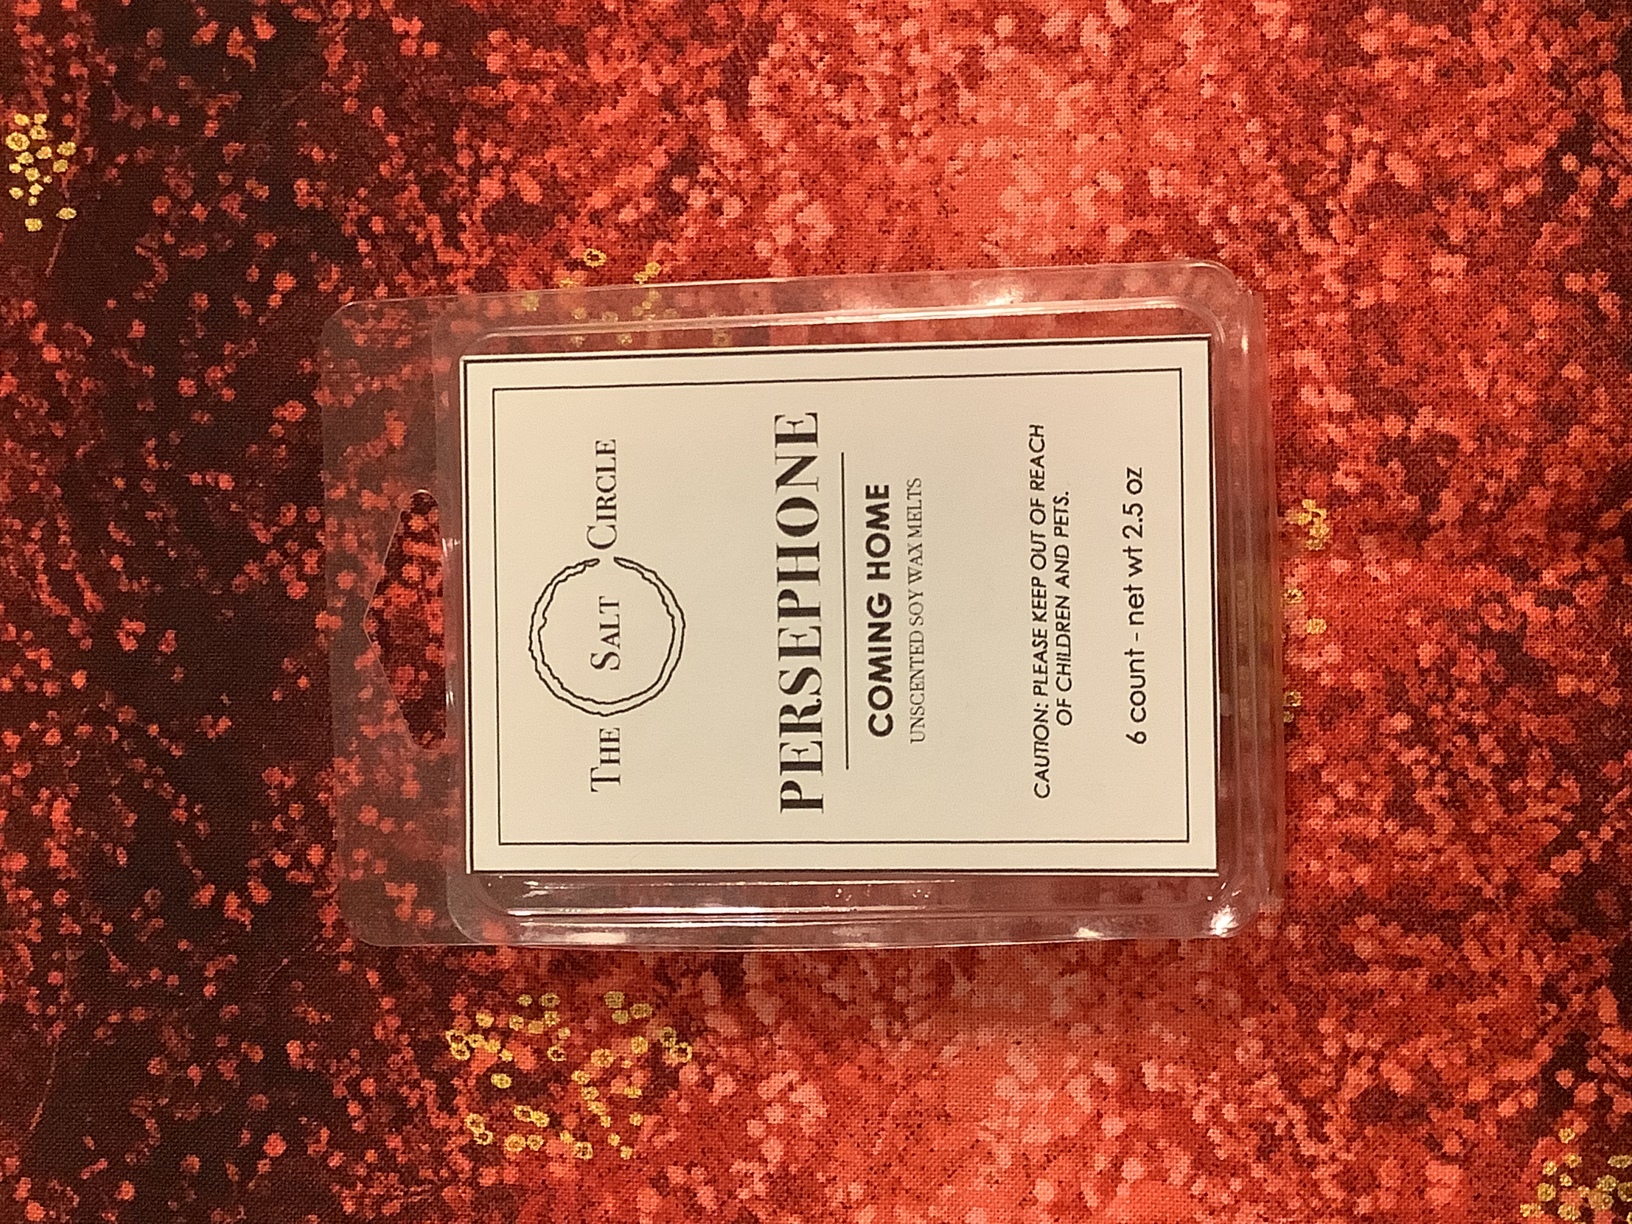 THE SALT CIRCLE
PERSEPHONE
COMING HOME
UNSCENTED SOY WAX MELTS
CAUTION: PLEASE KEEP OUT OF REACH
OF CHILDREN AND PETS.
6 count - net wt 2.5 oz